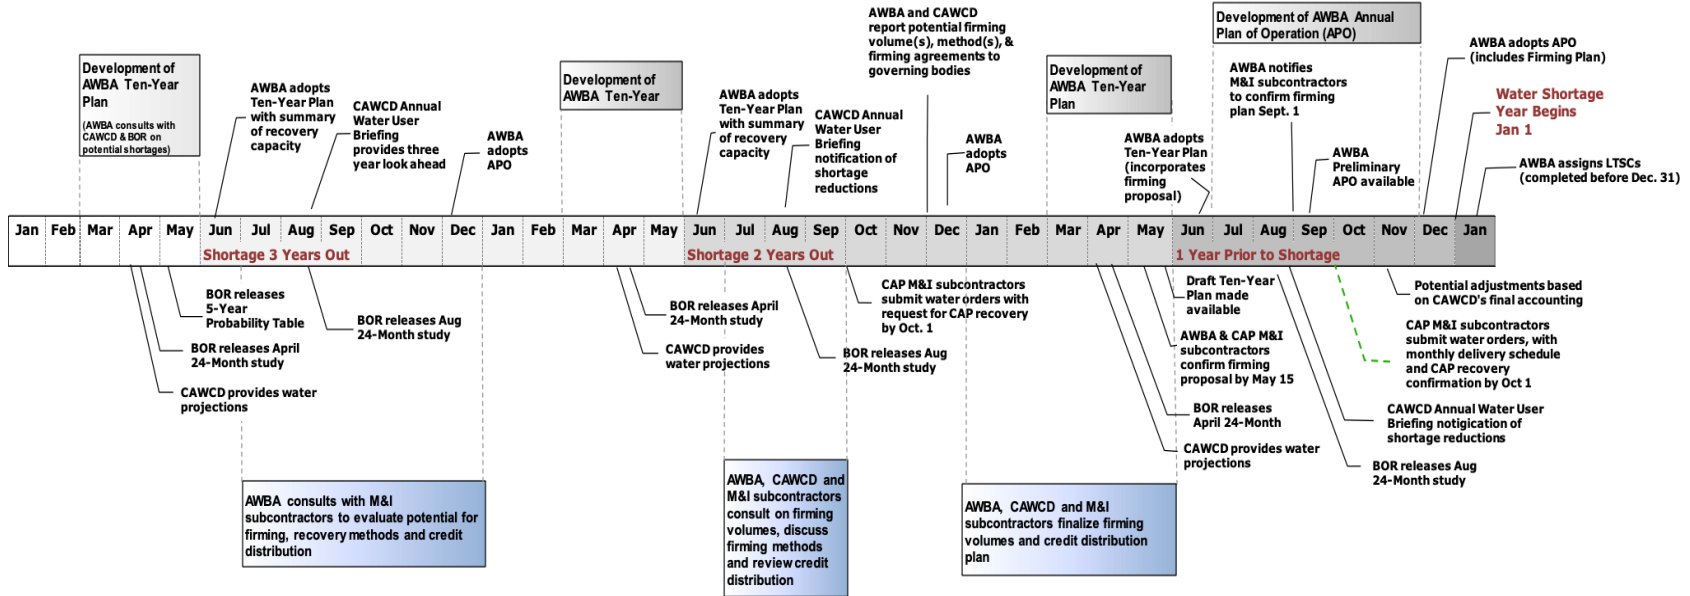 Development of
AWBA Ten-Year
Plan
(AWBA consults with
CAWCD & BOR on
potential shortages)
AWBA adopts
Ten-Year Plan
with summary
of recovery
capacity
CAWCD Annual
Water User
Briefing
provides three
year look ahead
AWBA
adopts
APO
Development of
AWBA Ten-Year
AWBA adopts
Ten-Year Plan
with summary
of recovery
capacity
CAWCD Annual
Water User
Briefing
notification of
shortage
reductions
AWBA and CAWCD
report potential firming
volume(s), method(s), &
firming agreements to
governing bodies
AWBA
adopts
APO
Development of
AWBA Ten-Year
Plan
AWBA adopts
Ten-Year Plan
(incorporates
firming
proposal)
Development of AWBA Annual
Plan of Operation (APO)
AWBA notifies
M&I subcontractors
to confirm firming
plan Sept. 1
AWBA
Preliminary
APO available
AWBA adopts APO
(includes Firming Plan)
Water Shortage
Year Begins
Jan 1
AWBA assigns LTSCs
(completed before Dec. 31)
Jan Feb Mar Apr May Jun Jul Aug Sep Oct Nov Dec Jan Feb Mar Apr May Jun Jul Aug Sep Oct Nov Dec Jan Feb Mar Apr May Jun Jul Aug Sep Oct Nov Dec Jan
Shortage 3 Years Out
Shortage 2 Years Out
1 Year Prior to Shortage
BOR releases
5-Year
Probability Table
BOR releases April
24-Month study
CAWCD provides water
projections
BOR releases Aug
24-Month study
BOR releases April
24-Month study
CAWCD provides
water projections
BOR releases Aug
24-Month study
CAP M&I subcontractors
submit water orders with
request for CAP recovery
by Oct. 1
Draft Ten-Year
Plan made
available
AWBA & CAP M&I
subcontractors
confirm firming
proposal by May 15
BOR releases
April 24-Month
CAWCD provides water
projections
Potential adjustments based
on CAWCD's final accounting
CAP M&I subcontractors
submit water orders, with
monthly delivery schedule
and CAP recovery
confirmation by Oct 1
CAWCD Annual Water User
Briefing notigication of
shortage reductions
BOR releases Aug
24-Month study
AWBA consults with M&I
subcontractors to evaluate potential for
firming, recovery methods and credit
distribution
AWBA, CAWCD and
M&I subcontractors
consult on firming
volumes, discuss
firming methods
and review credit
distribution
AWBA, CAWCD and M&I
subcontractors finalize firming
volumes and credit distribution
plan